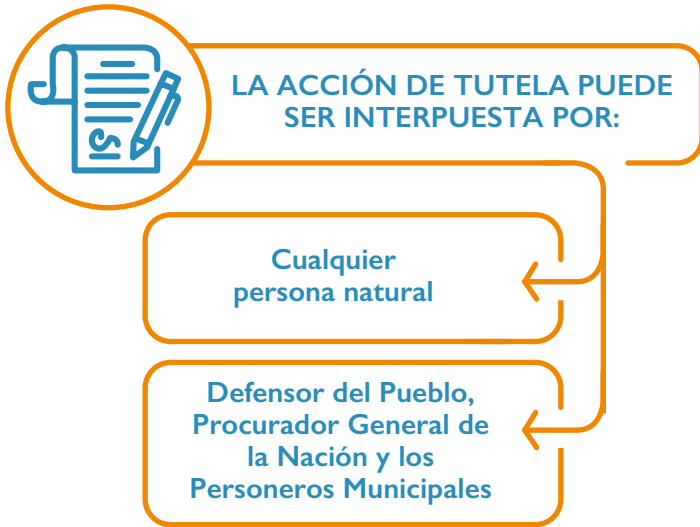 LA ACCIÓN DE TUTELA PUEDE
SER INTERPUESTA POR:
Cualquier
persona natural
Defensor del Pueblo,
Procurador General de
la Nación y los
Personeros Municipales